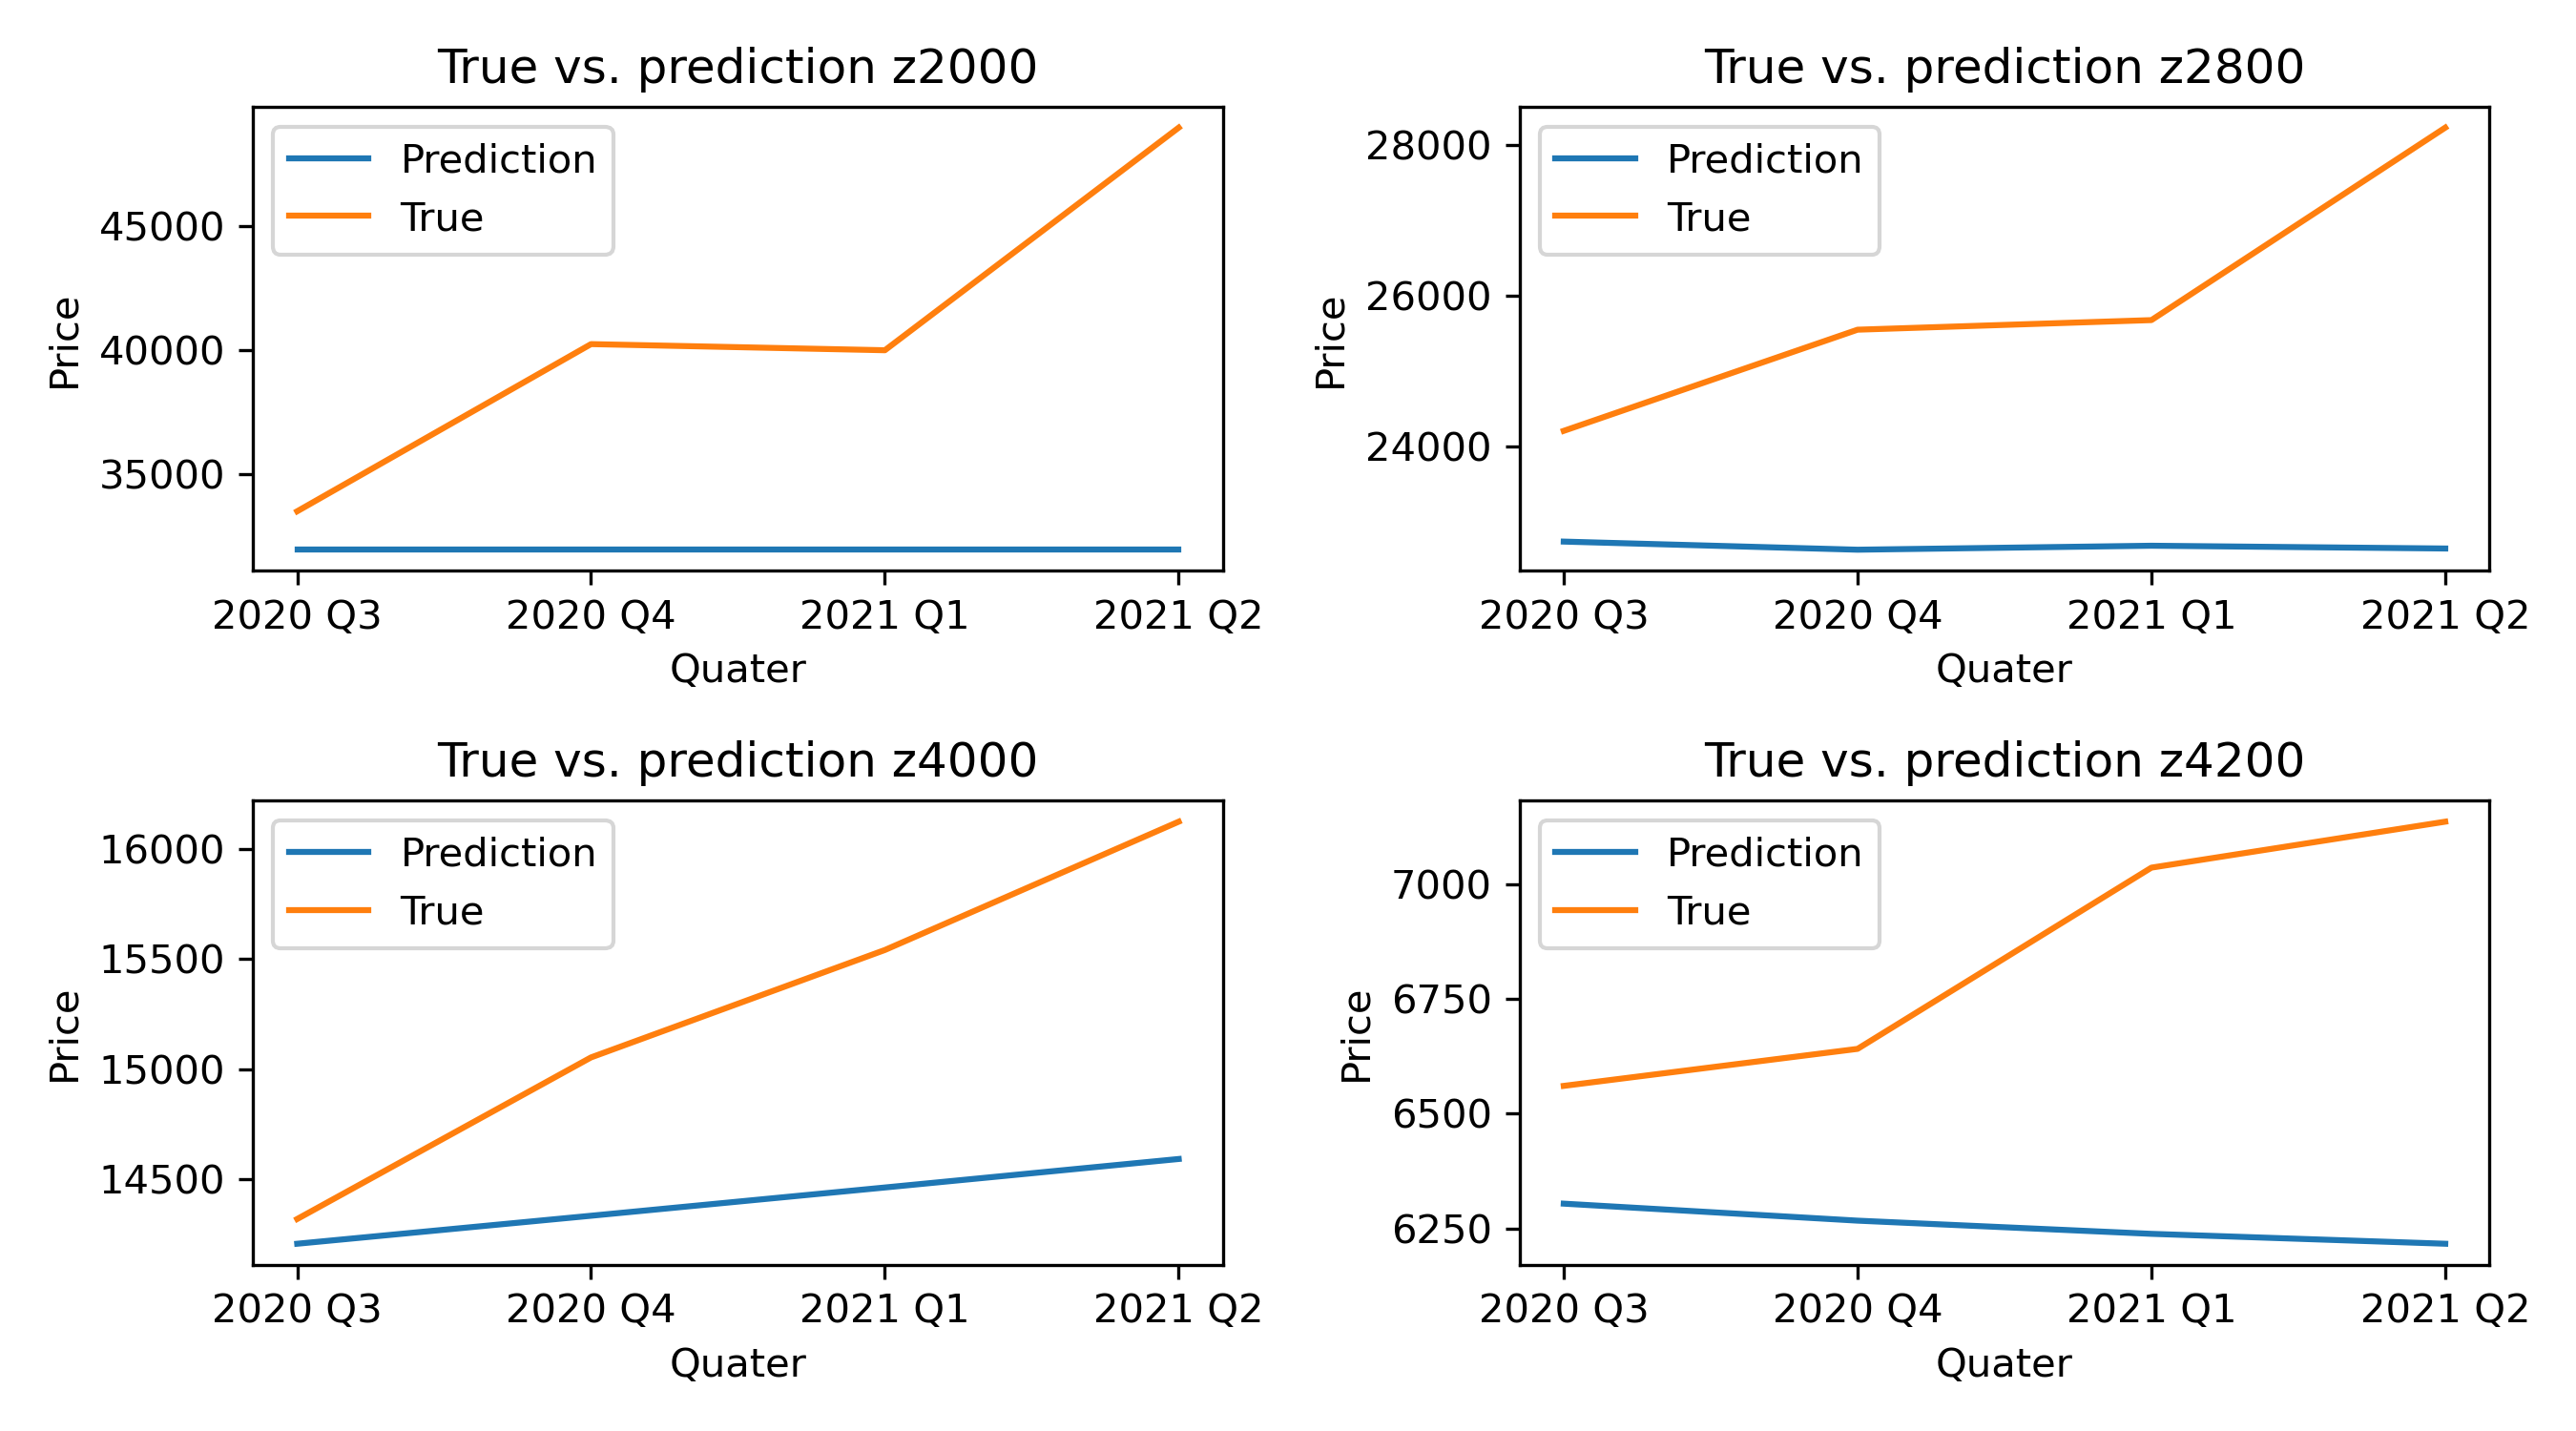 True vs. prediction z2000
Prediction
True
45000
40000
35000
Price
2020 Q3 2020 Q4 2021 Q1 2021 Q2
Quater
True vs. prediction z2800
Prediction
True
28000
26000
24000
Price
2020 Q3 2020 Q4 2021 Q1 2021 Q2
Quater
True vs. prediction z4000
Prediction
True
16000
15500
15000
14500
Price
2020 Q3 2020 Q4 2021 Q1 2021 Q2
Quater
True vs. prediction z4200
Prediction
True
7000
6750
6500
6250
Price
2020 Q3 2020 Q4 2021 Q1 2021 Q2
Quater